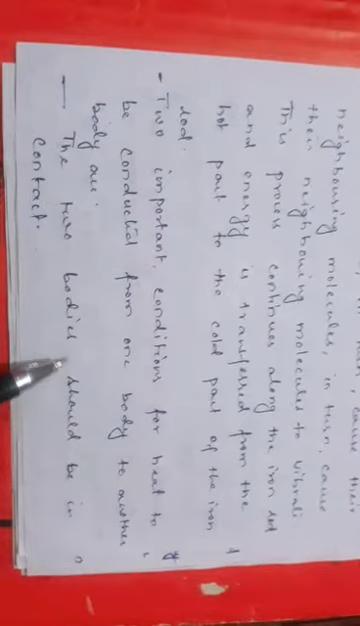 their
neighbouring molecules, in turn, cause
their neighbouring molecules to vibrate
This process continues along the iron rod
and energy is transferred from the
hot part to the cold part of the iron
rod.
- Two important conditions for heat to
be conducted from one body to another
body are:
- The two bodies should be in
contact.